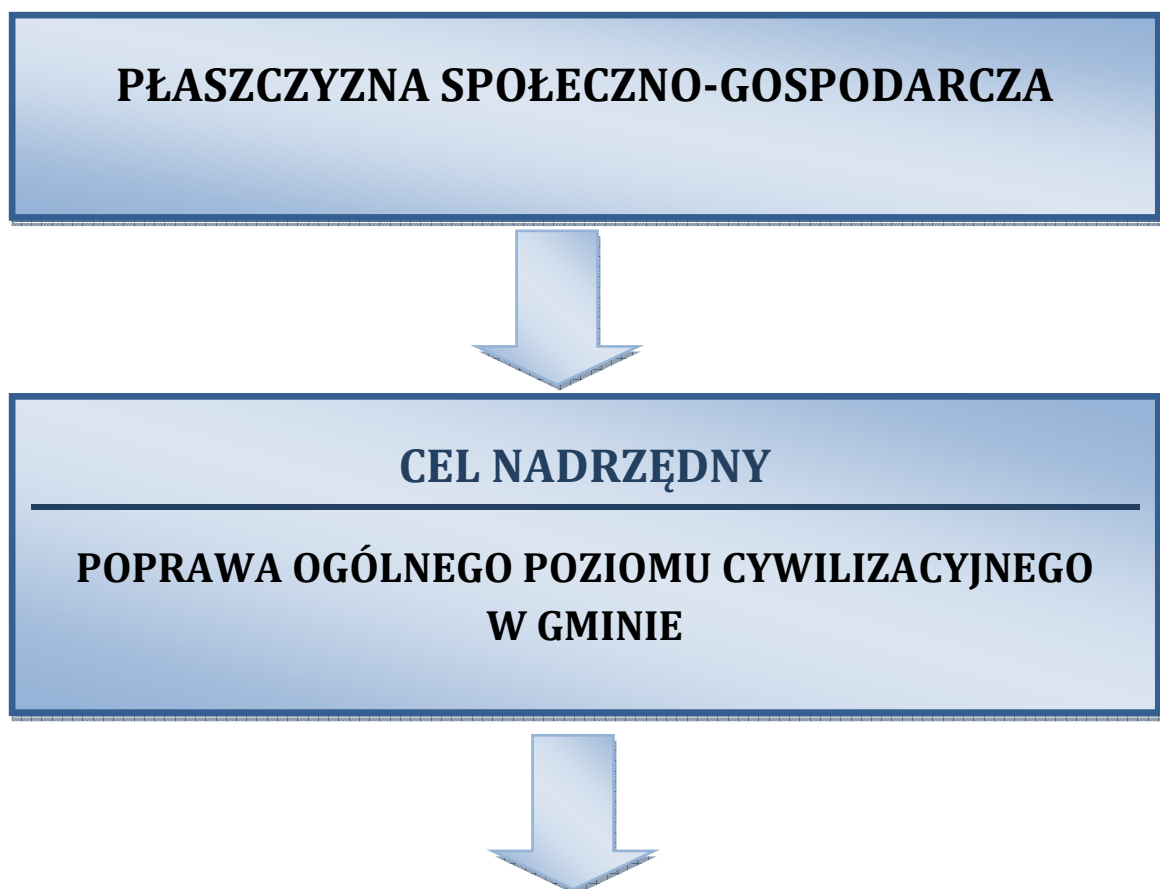 PŁASZCZYZNA SPOŁECZNO-GOSPODARCZA
CEL NADRZĘDNY
POPRAWA OGÓLNEGO POZIOMU CYWILIZACYJNEGO
W GMINIE